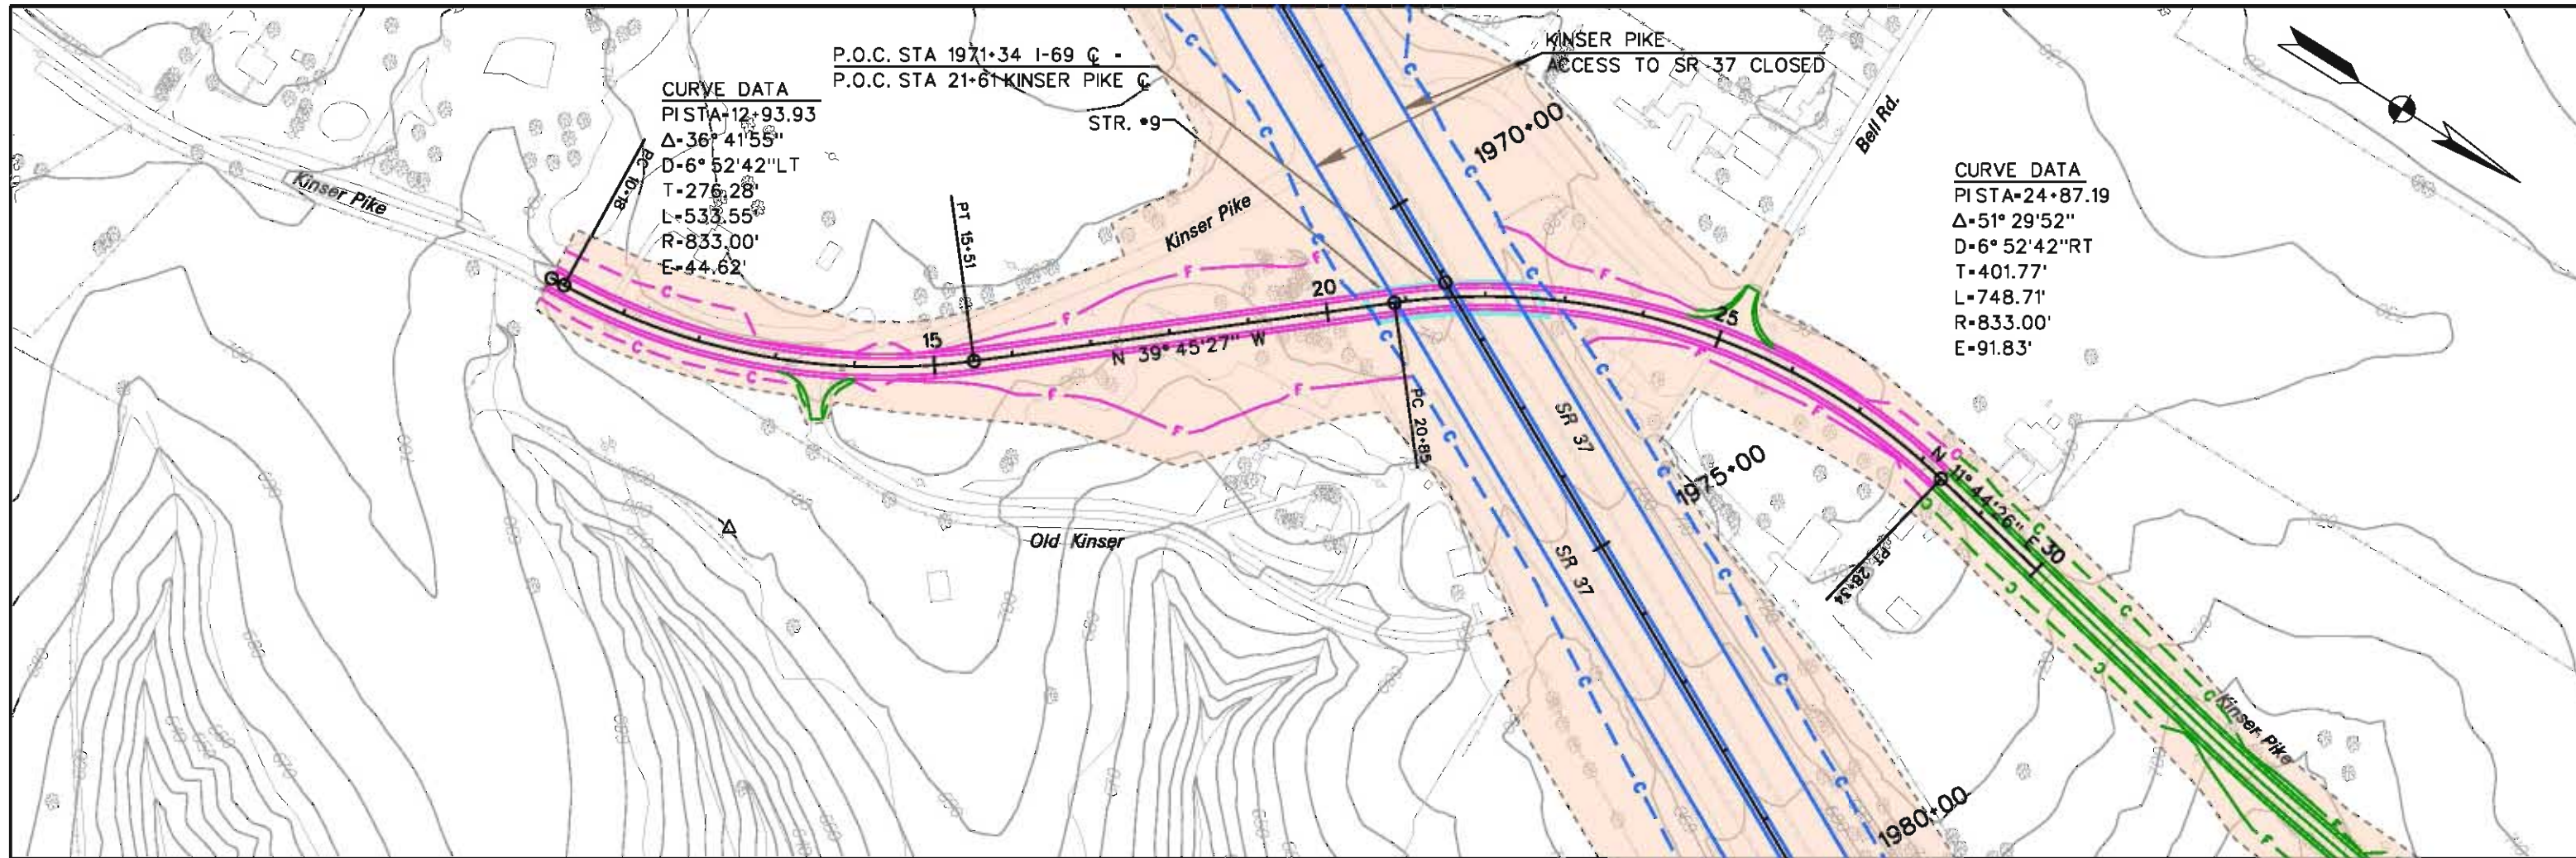 P.O.C. STA 1971+34 I-69 ℄ =
P.O.C. STA 21+61 KINSER PIKE ℄
STR. #9
KINSER PIKE
ACCESS TO SR 37 CLOSED
CURVE DATA
PI STA=12+93.93
Δ=36° 41'55"
D=6° 52'42"LT
T=276.28'
L=533.55'
R=833.00'
E=44.62'
CURVE DATA
PI STA=24+87.19
Δ=51° 29'52"
D=6° 52'42"RT
T=401.77'
L=748.71'
R=833.00'
E=91.83'
Kinser Pike
PC 10+18
PT 15+51
Kinser Pike
1970+00
Bell Rd.
15
20
25
N 39° 45'27" W
PC 20+85
SR 37
SR 37
1975+00
N 11° 44'26" E
30
PT 28+34
Old Kinser
Kinser Pike
1980+00